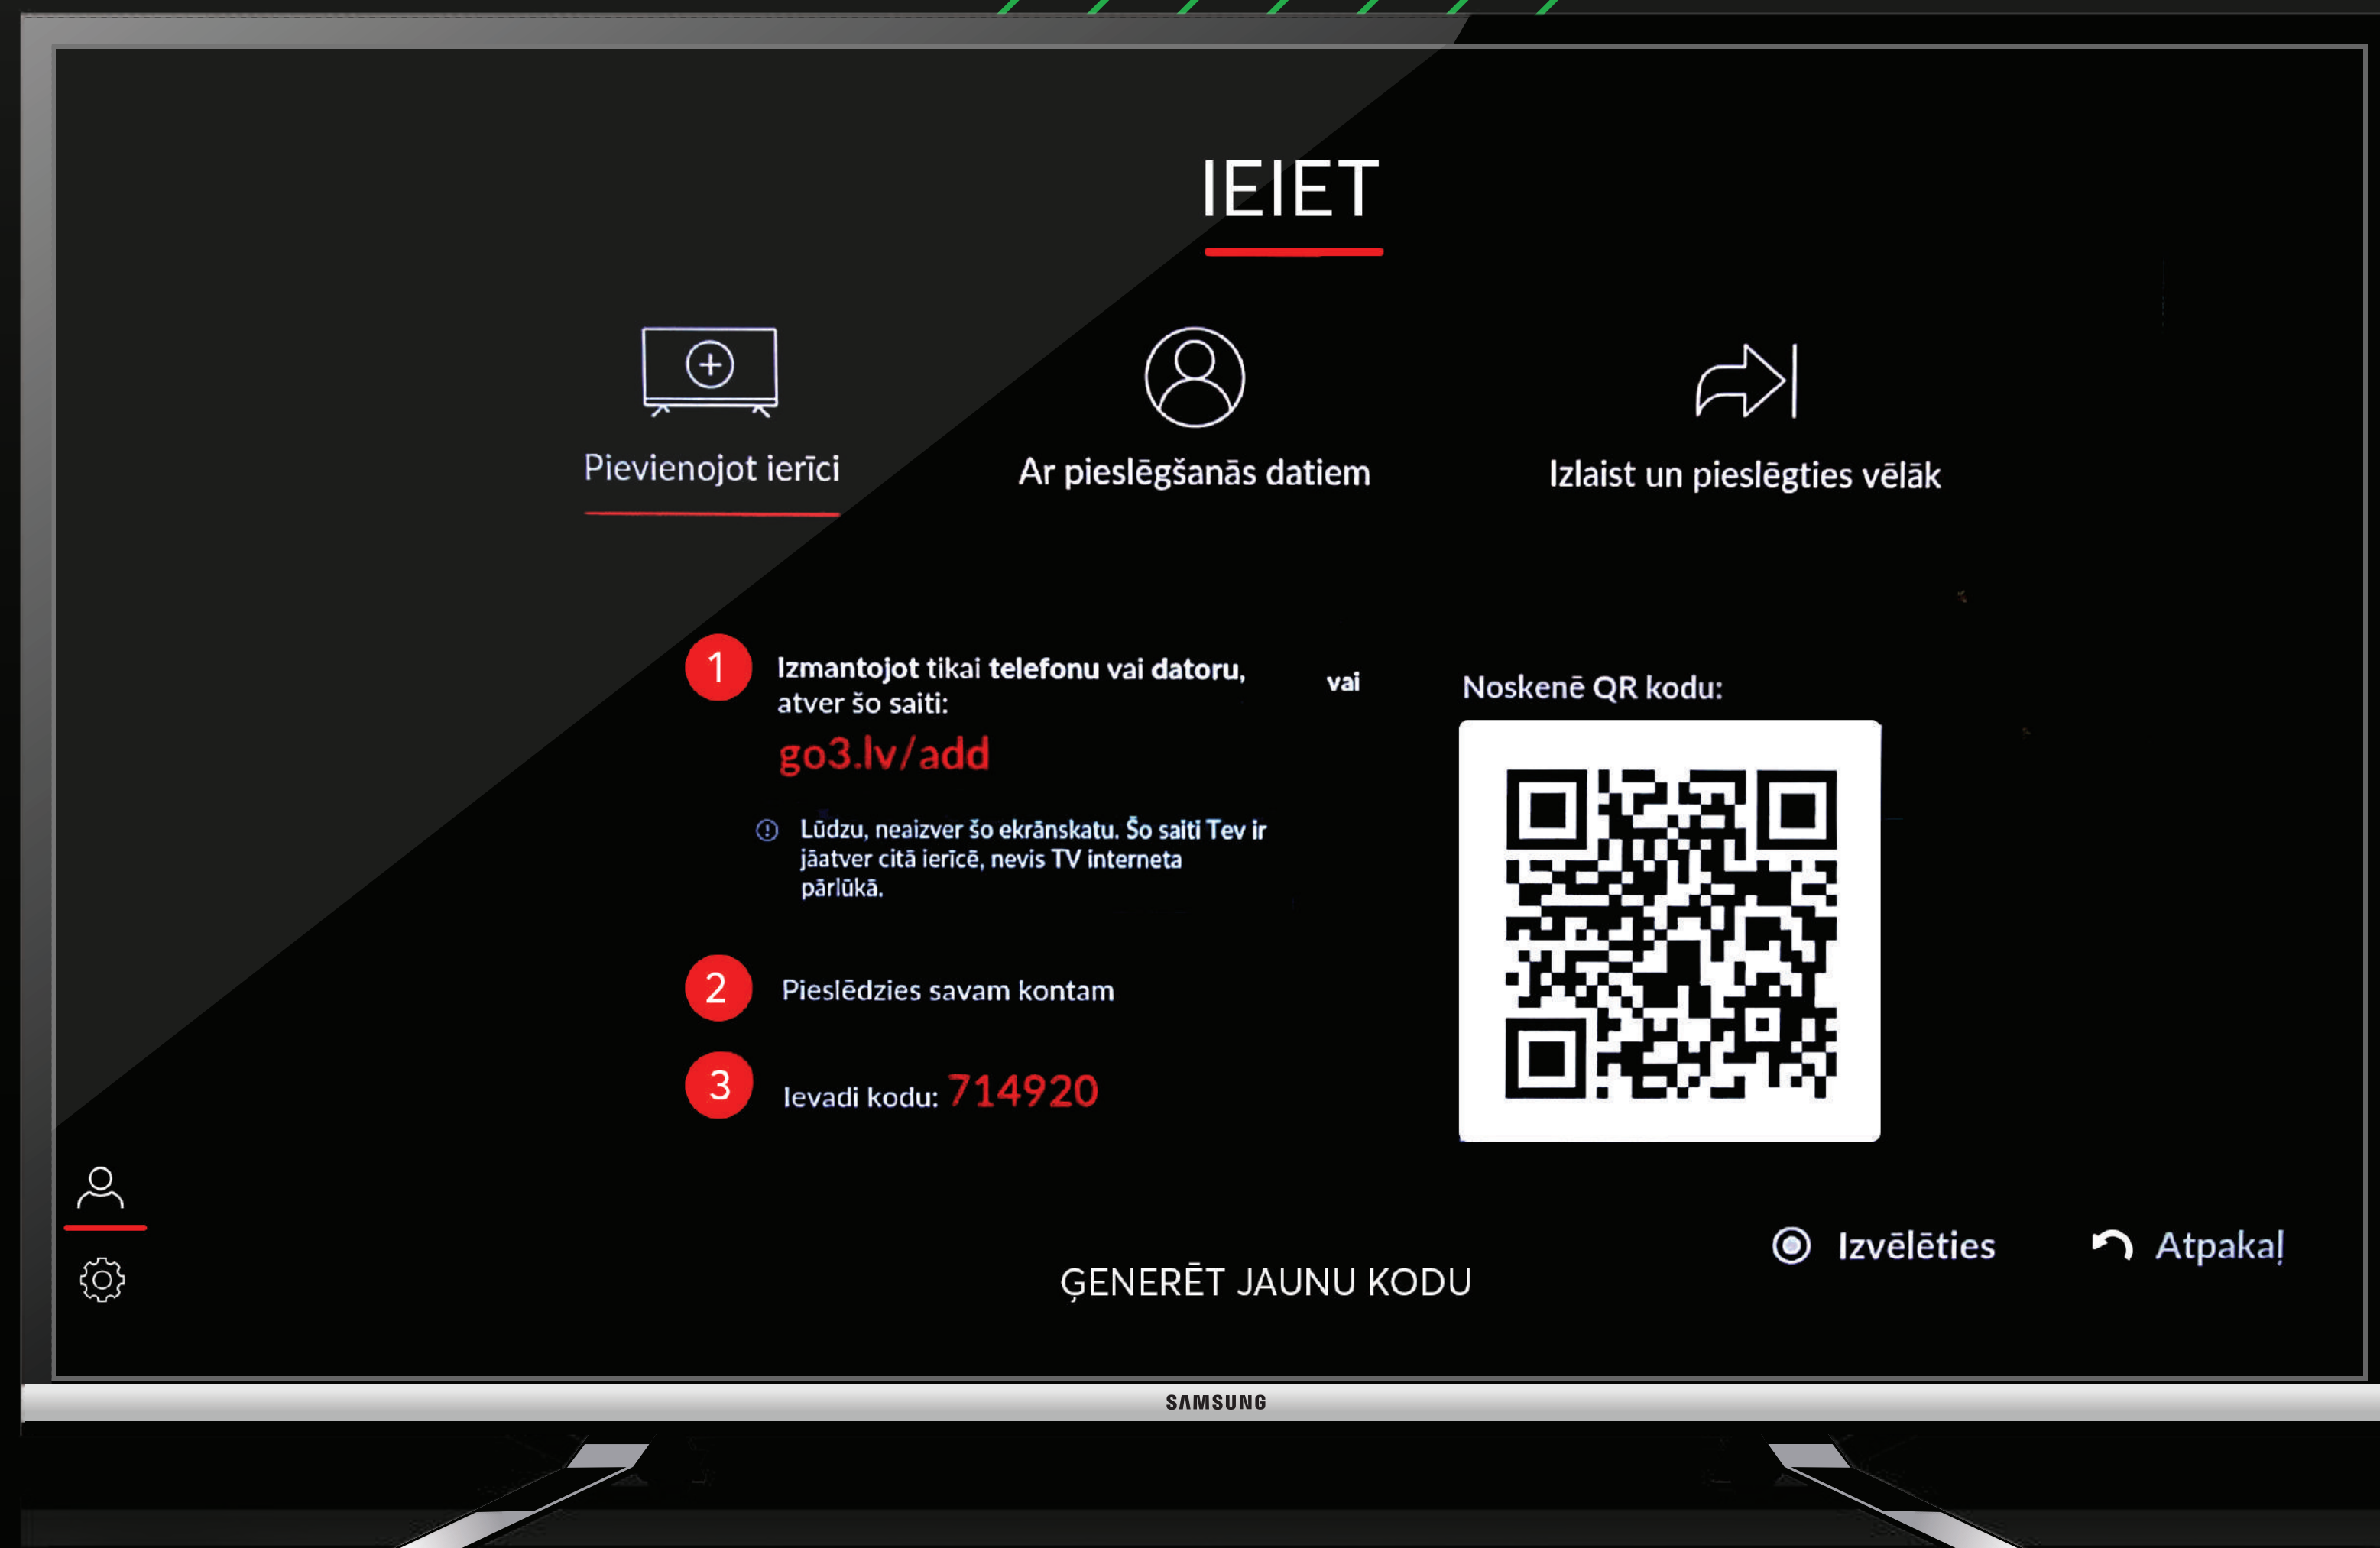 IEIET
Pievienojot ierīci
Ar pieslēgšanās datiem
Izlaist un pieslēgties vēlāk
1
Izmantojot tikai telefonu vai datoru,
atver šo saiti:
go3.lv/add
Lūdzu, neaizver šo ekrānskatu. Šo saiti Tev ir
jāatver citā ierīcē, nevis TV interneta
pārlūkā.
2
Pieslēdzies savam kontam
3
Ievadi kodu: 714920
vai
Noskenē QR kodu:
Izvēlēties
Atpakaļ
ĢENERĒT JAUNU KODU
SAMSUNG